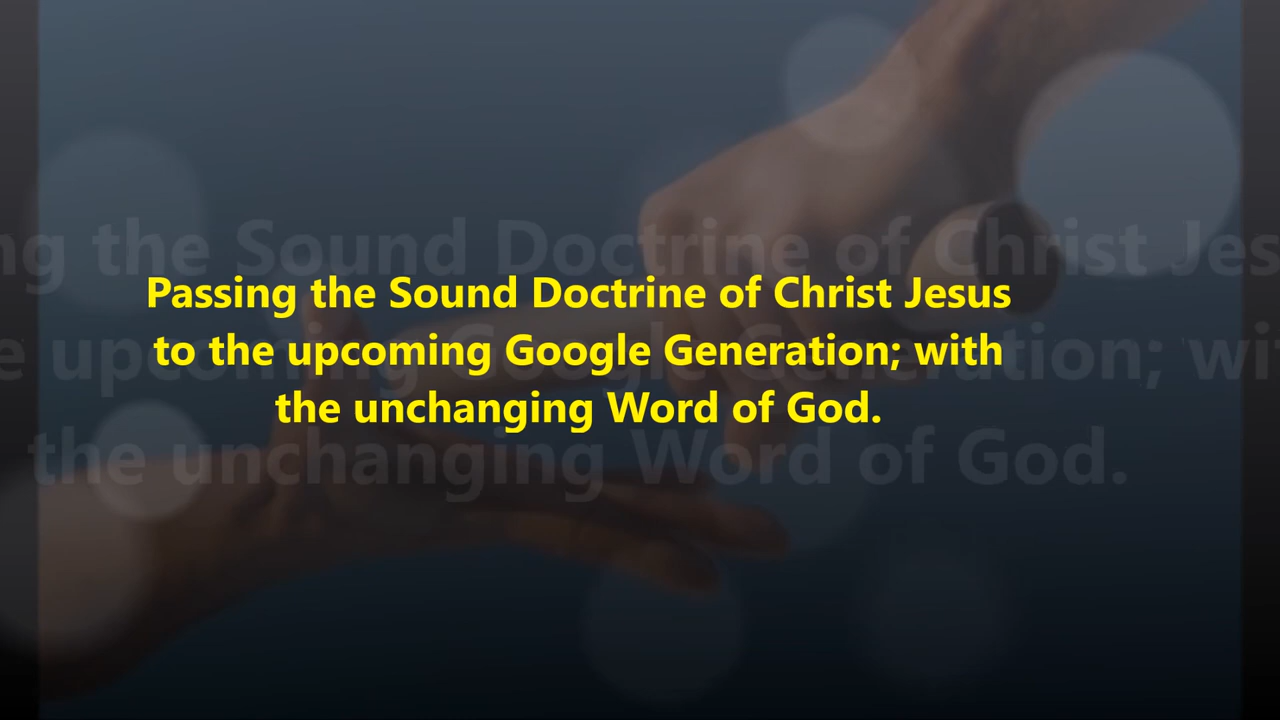 Passing the Sound Doctrine of Christ Jesus
to the upcoming Google Generation; with
the unchanging Word of God.